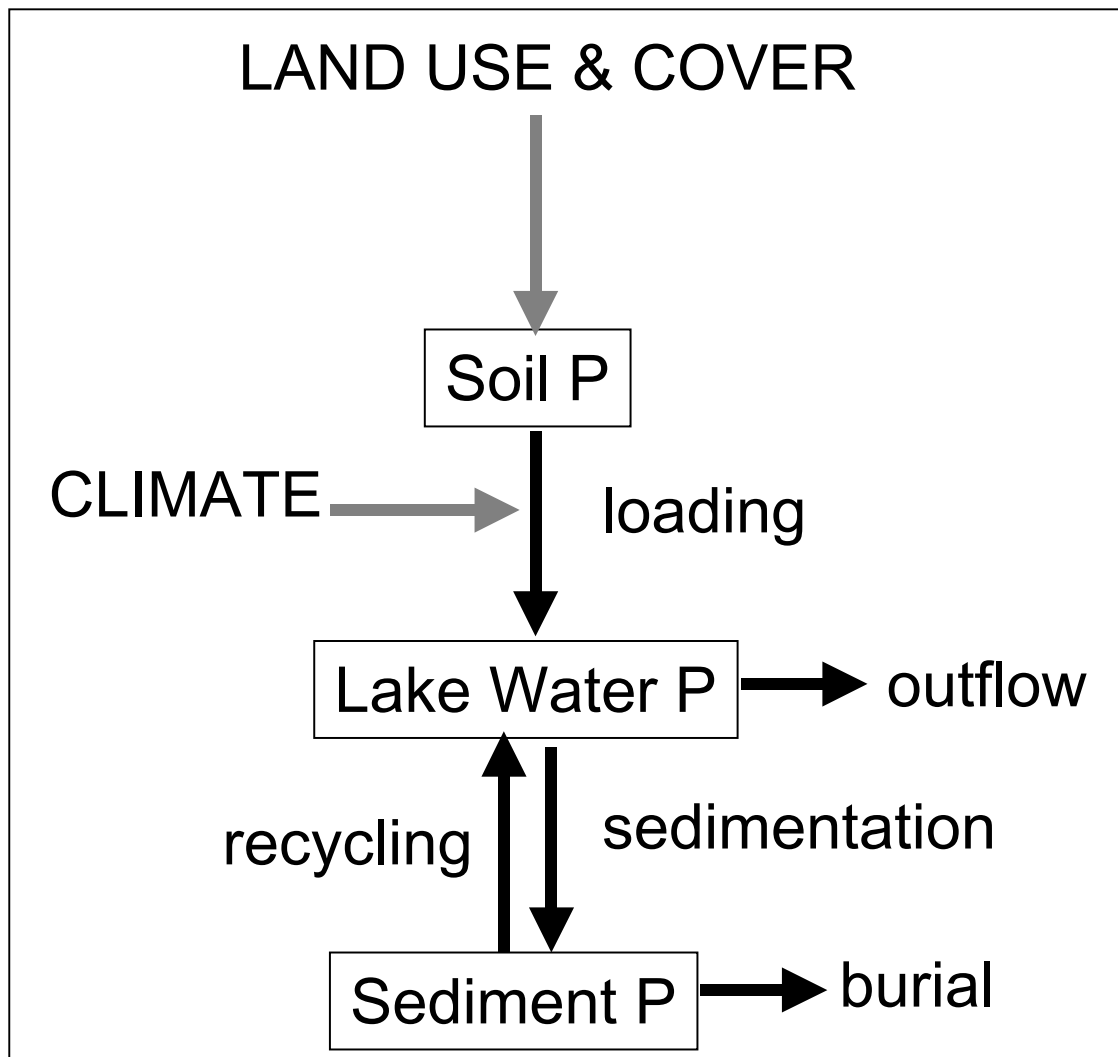 LAND USE & COVER
Soil P
CLIMATE
loading
Lake Water P
outflow
recycling
sedimentation
Sediment P
burial